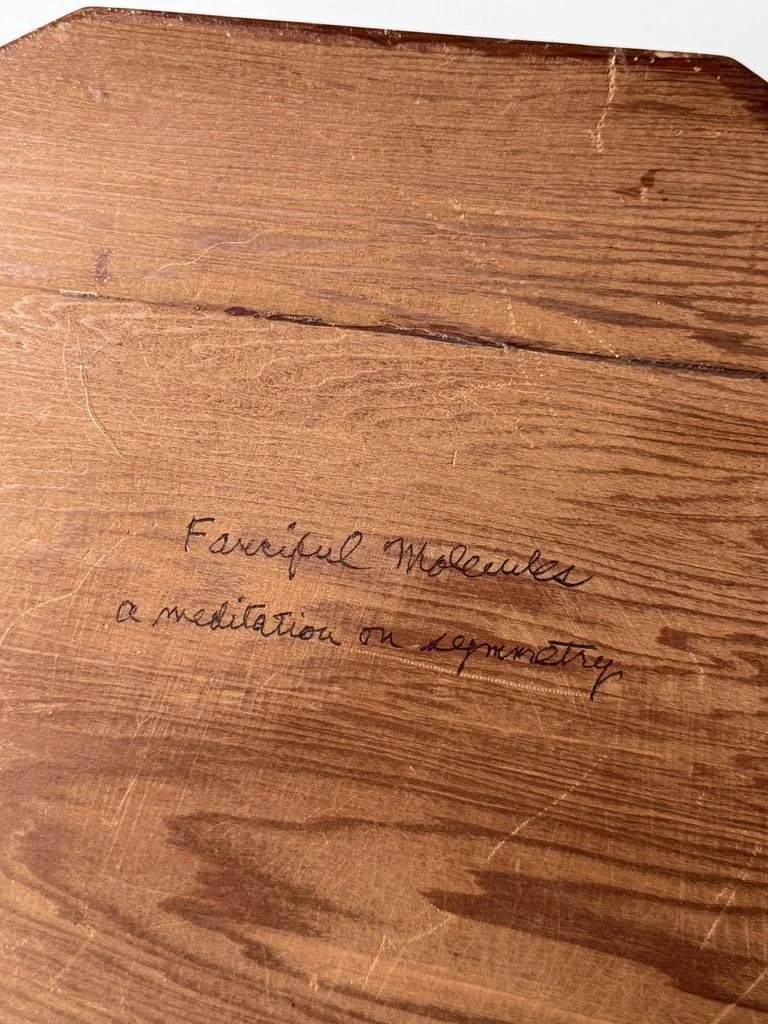 Fanciful Molecules
a meditation on symmetry